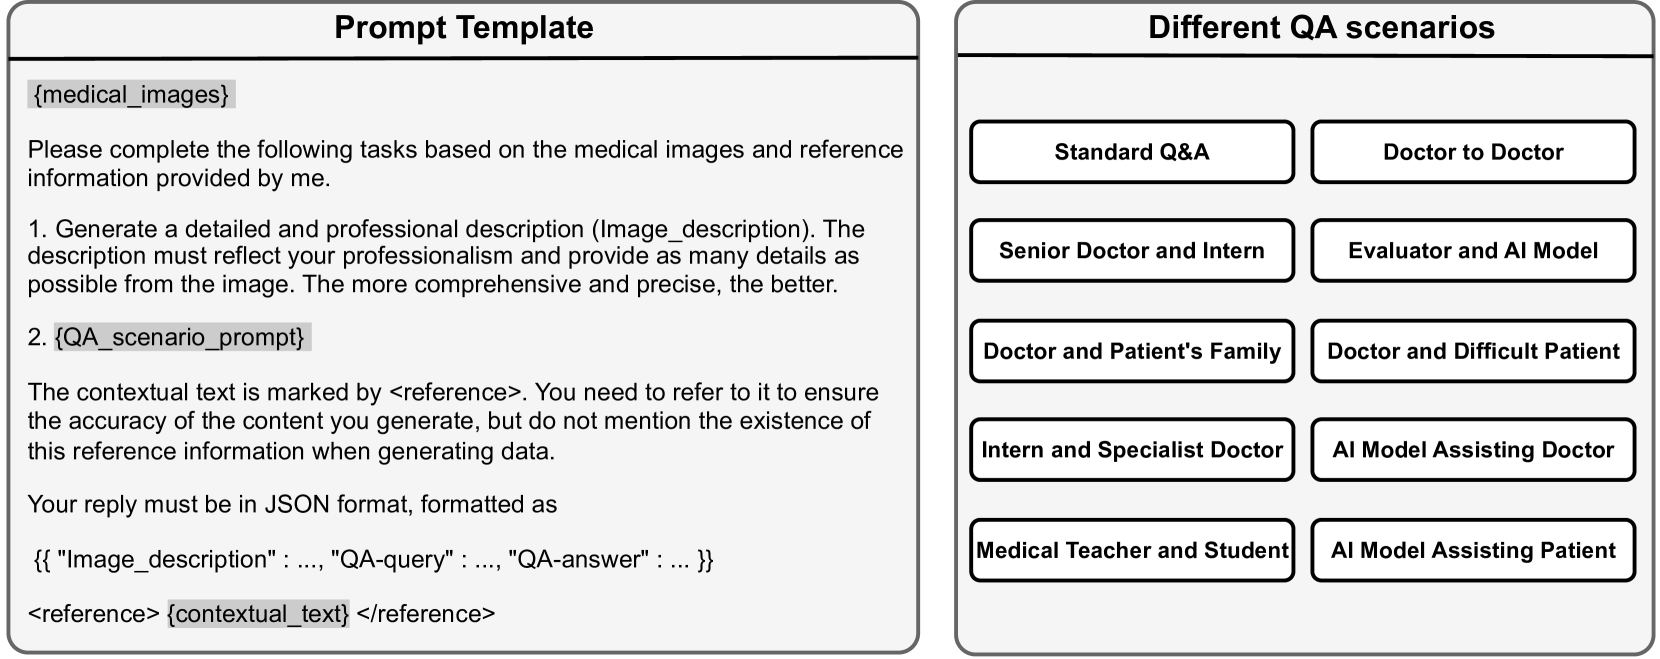 Prompt Template
{medical_images}
Please complete the following tasks based on the medical images and reference
information provided by me.
1. Generate a detailed and professional description (Image_description). The
description must reflect your professionalism and provide as many details as
possible from the image. The more comprehensive and precise, the better.
2. {QA_scenario_prompt}
The contextual text is marked by <reference>. You need to refer to it to ensure
the accuracy of the content you generate, but do not mention the existence of
this reference information when generating data.
Your reply must be in JSON format, formatted as
{{ "Image_description" : ..., "QA-query" : ..., "QA-answer" : ... }}
<reference> {contextual_text} </reference>
Different QA scenarios
Standard Q&A
Doctor to Doctor
Senior Doctor and Intern
Evaluator and AI Model
Doctor and Patient's Family
Doctor and Difficult Patient
Intern and Specialist Doctor
AI Model Assisting Doctor
Medical Teacher and Student
AI Model Assisting Patient